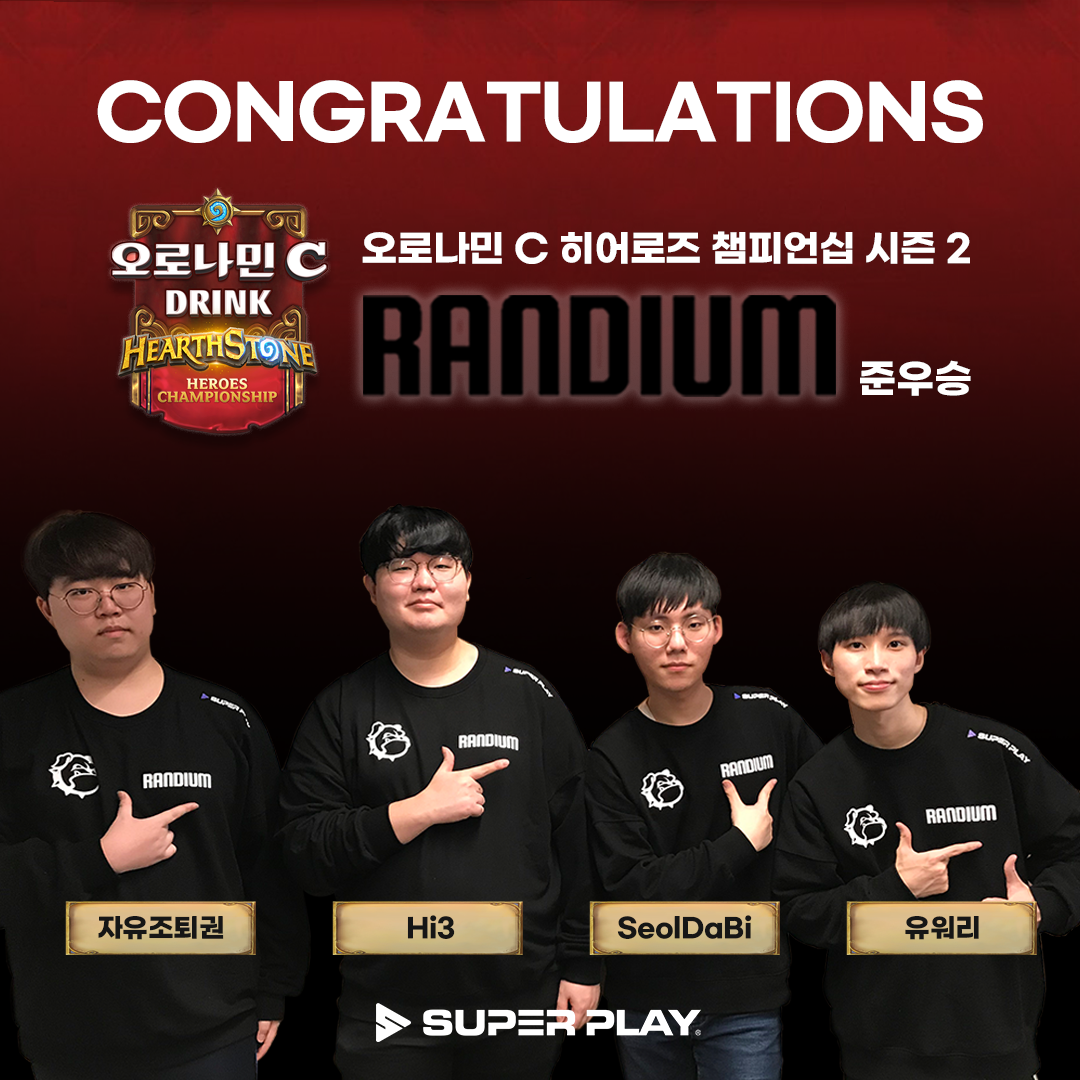 CONGRATULATIONS
오로나민 C
DRINK
HEARTHSTONE
HEROES
CHAMPIONSHIP
오로나민 C 히어로즈 챔피언십 시즌 2
RANDIUM 준우승
SUPER PLAY
RANDIUM
SUPER PLAY
RANDIUM
SUPER PLAY
RANDIUM
SUPER PLAY
RANDIUM
자유조퇴권
Hi3
SeolDaBi
유워리
SUPER PLAY